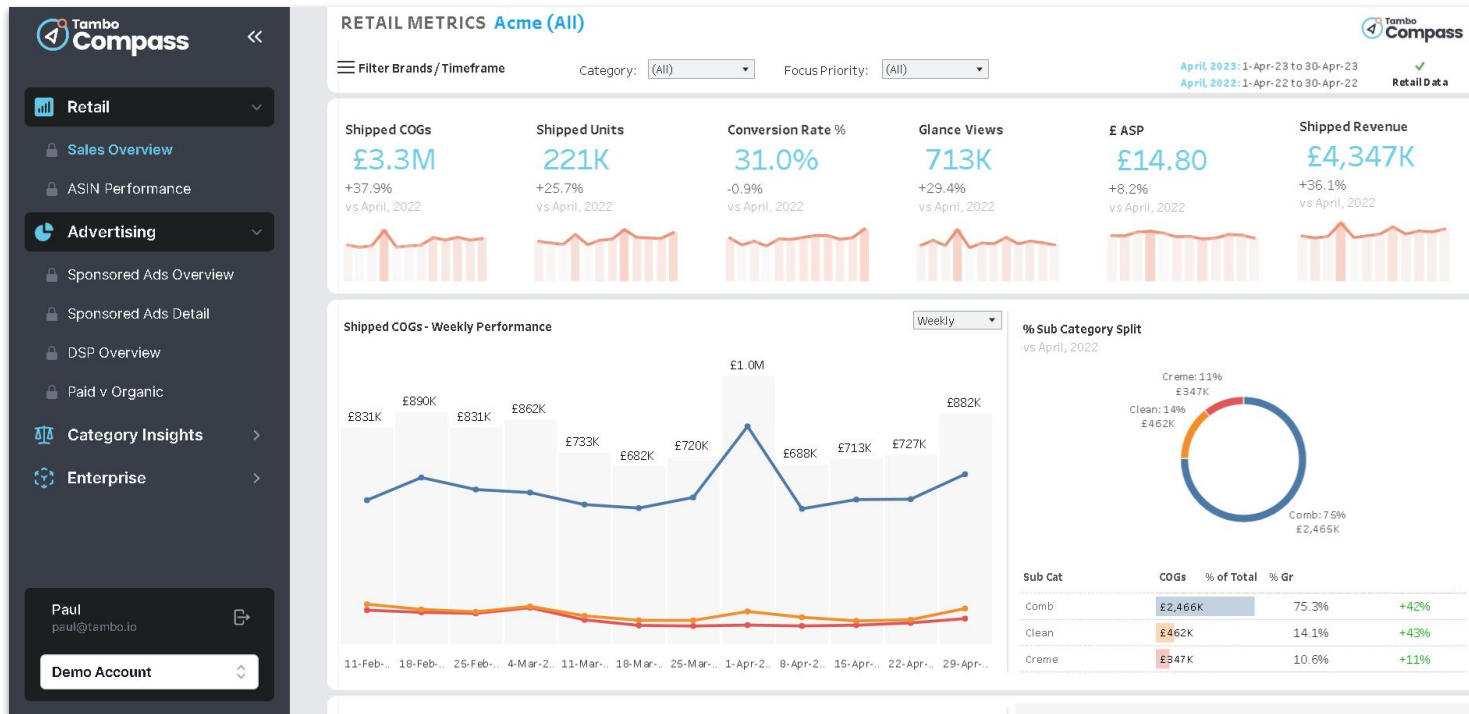 Tambo
Compass
Retail
Sales Overview
ASIN Performance
Advertising
Sponsored Ads Overview
Sponsored Ads Detail
DSP Overview
Paid v Organic
Category Insights
Enterprise
Paul
paul@tambo.io
Demo Account
RETAIL METRICS Acme (All)
Tambo
Compass
Filter Brands/Timeframe
Category: (All)
Focus Priority: (All)
April, 2023: 1-Apr-23 to 30-Apr-23
April, 2022: 1-Apr-22 to 30-Apr-22
Retail Data
Shipped COGs
£3.3M
+37.9%
vs April, 2022
Shipped Units
221K
+25.7%
vs April, 2022
Conversion Rate %
31.0%
-0.9%
vs April, 2022
Glance Views
713K
+29.4%
vs April, 2022
£ ASP
£14.80
+8.2%
vs April, 2022
Shipped Revenue
£4,347K
+36.1%
vs April, 2022
Shipped COGs - Weekly Performance
Weekly
£831K £890K £831K £862K £733K £682K £720K £1.0M £688K £713K £727K £882K
11-Feb-.. 18-Feb-.. 25-Feb-.. 4-Mar-2.. 11-Mar-.. 18-Mar-.. 25-Mar-.. 1-Apr-2.. 8-Apr-2.. 15-Apr-.. 22-Apr-.. 29-Apr-..
% Sub Category Split
vs April, 2022
Creme: 11%
£347K
Clean: 14%
£462K
Comb: 75%
£2,465K
Sub Cat COGs % of Total % Gr
Comb £2,466K 75.3% +42%
Clean £462K 14.1% +43%
Creme £347K 10.6% +11%